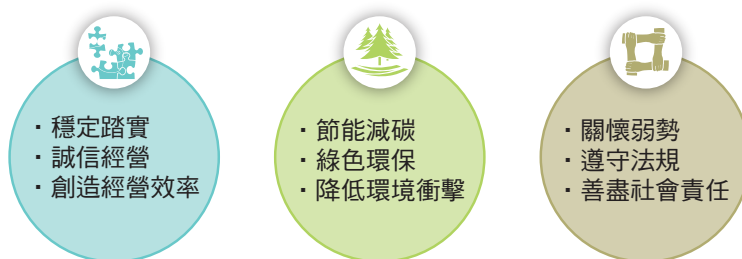 ・穩定踏實
・誠信經營
・創造經營效率
・節能減碳
・綠色環保
・降低環境衝擊
・關懷弱勢
・遵守法規
・善盡社會責任